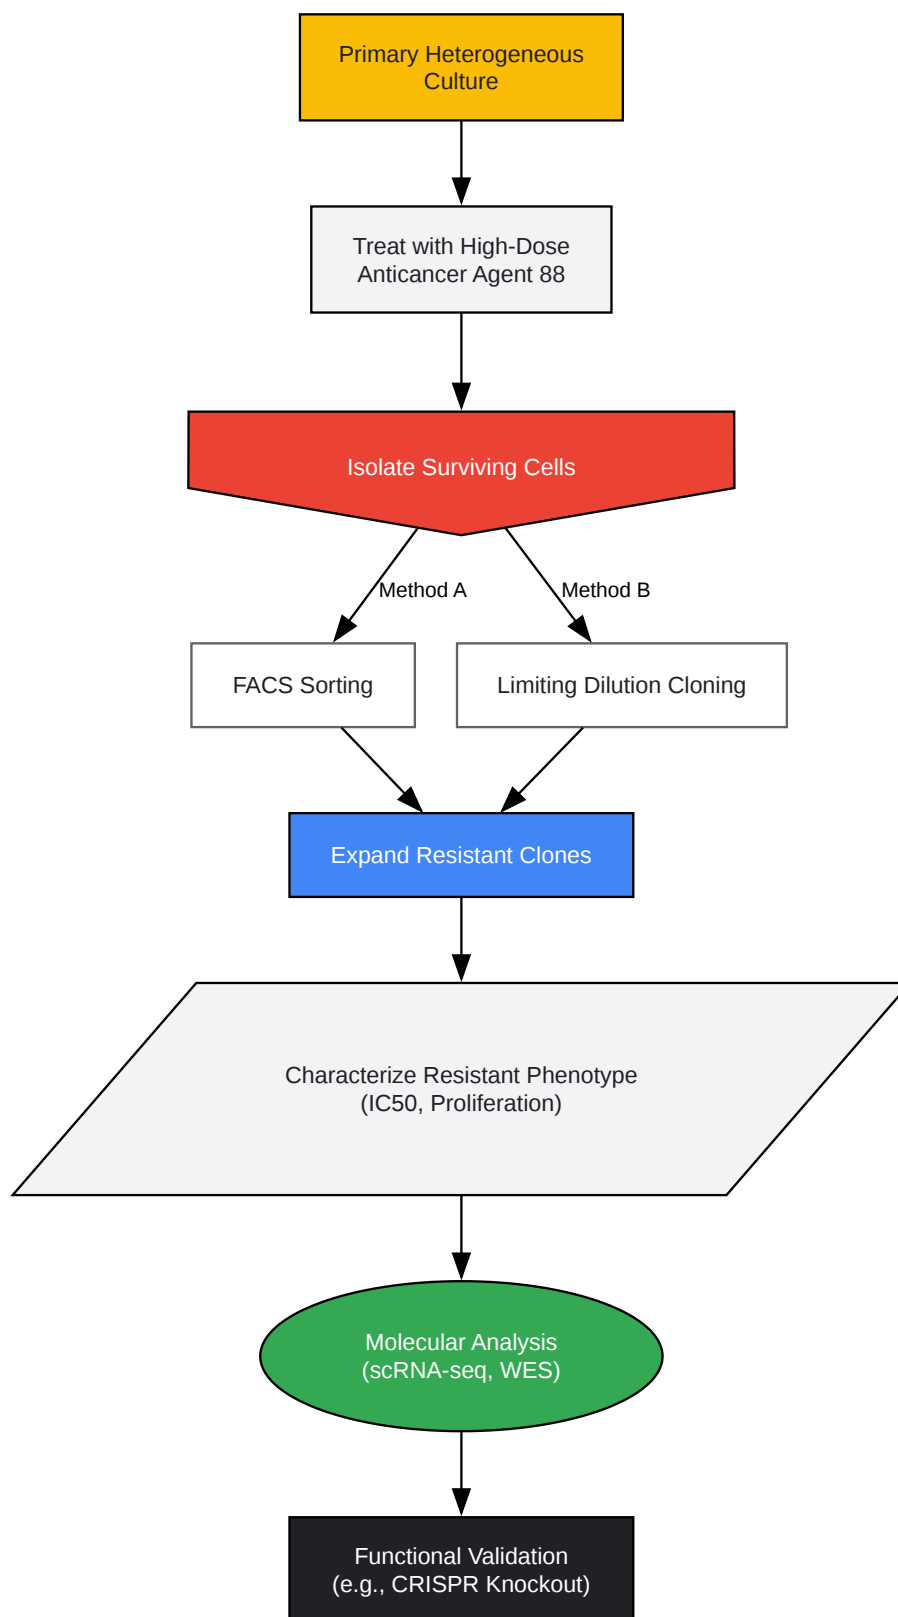 Primary Heterogeneous
Culture
Treat with High-Dose
Anticancer Agent 88
Isolate Surviving Cells
Method A
Method B
FACS Sorting
Limiting Dilution Cloning
Expand Resistant Clones
Characterize Resistant Phenotype
(IC50, Proliferation)
Molecular Analysis
(scRNA-seq, WES)
Functional Validation
(e.g., CRISPR Knockout)